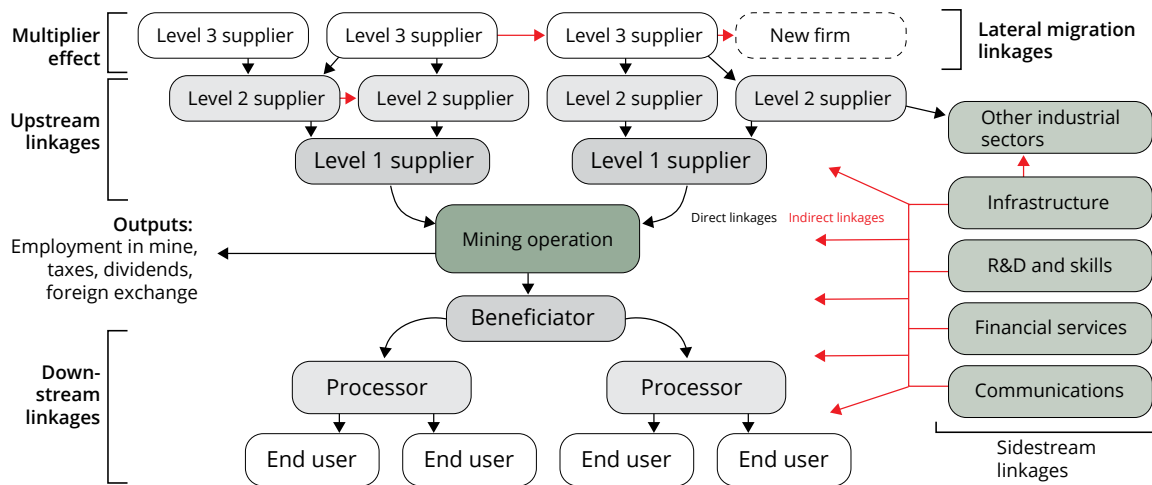 Multiplier
effect
Level 3 supplier
Level 3 supplier
Level 3 supplier
New firm
Lateral migration
linkages
Upstream
linkages
Level 2 supplier
Level 2 supplier
Level 2 supplier
Level 2 supplier
Other industrial
sectors
Level 1 supplier
Level 1 supplier
Infrastructure
Outputs:
Employment in mine,
taxes, dividends,
foreign exchange
Mining operation
Direct linkages
Indirect linkages
R&D and skills
Beneficiator
Financial services
Down-
stream
linkages
Processor
Processor
Communications
End user
End user
End user
End user
Sidestream
linkages